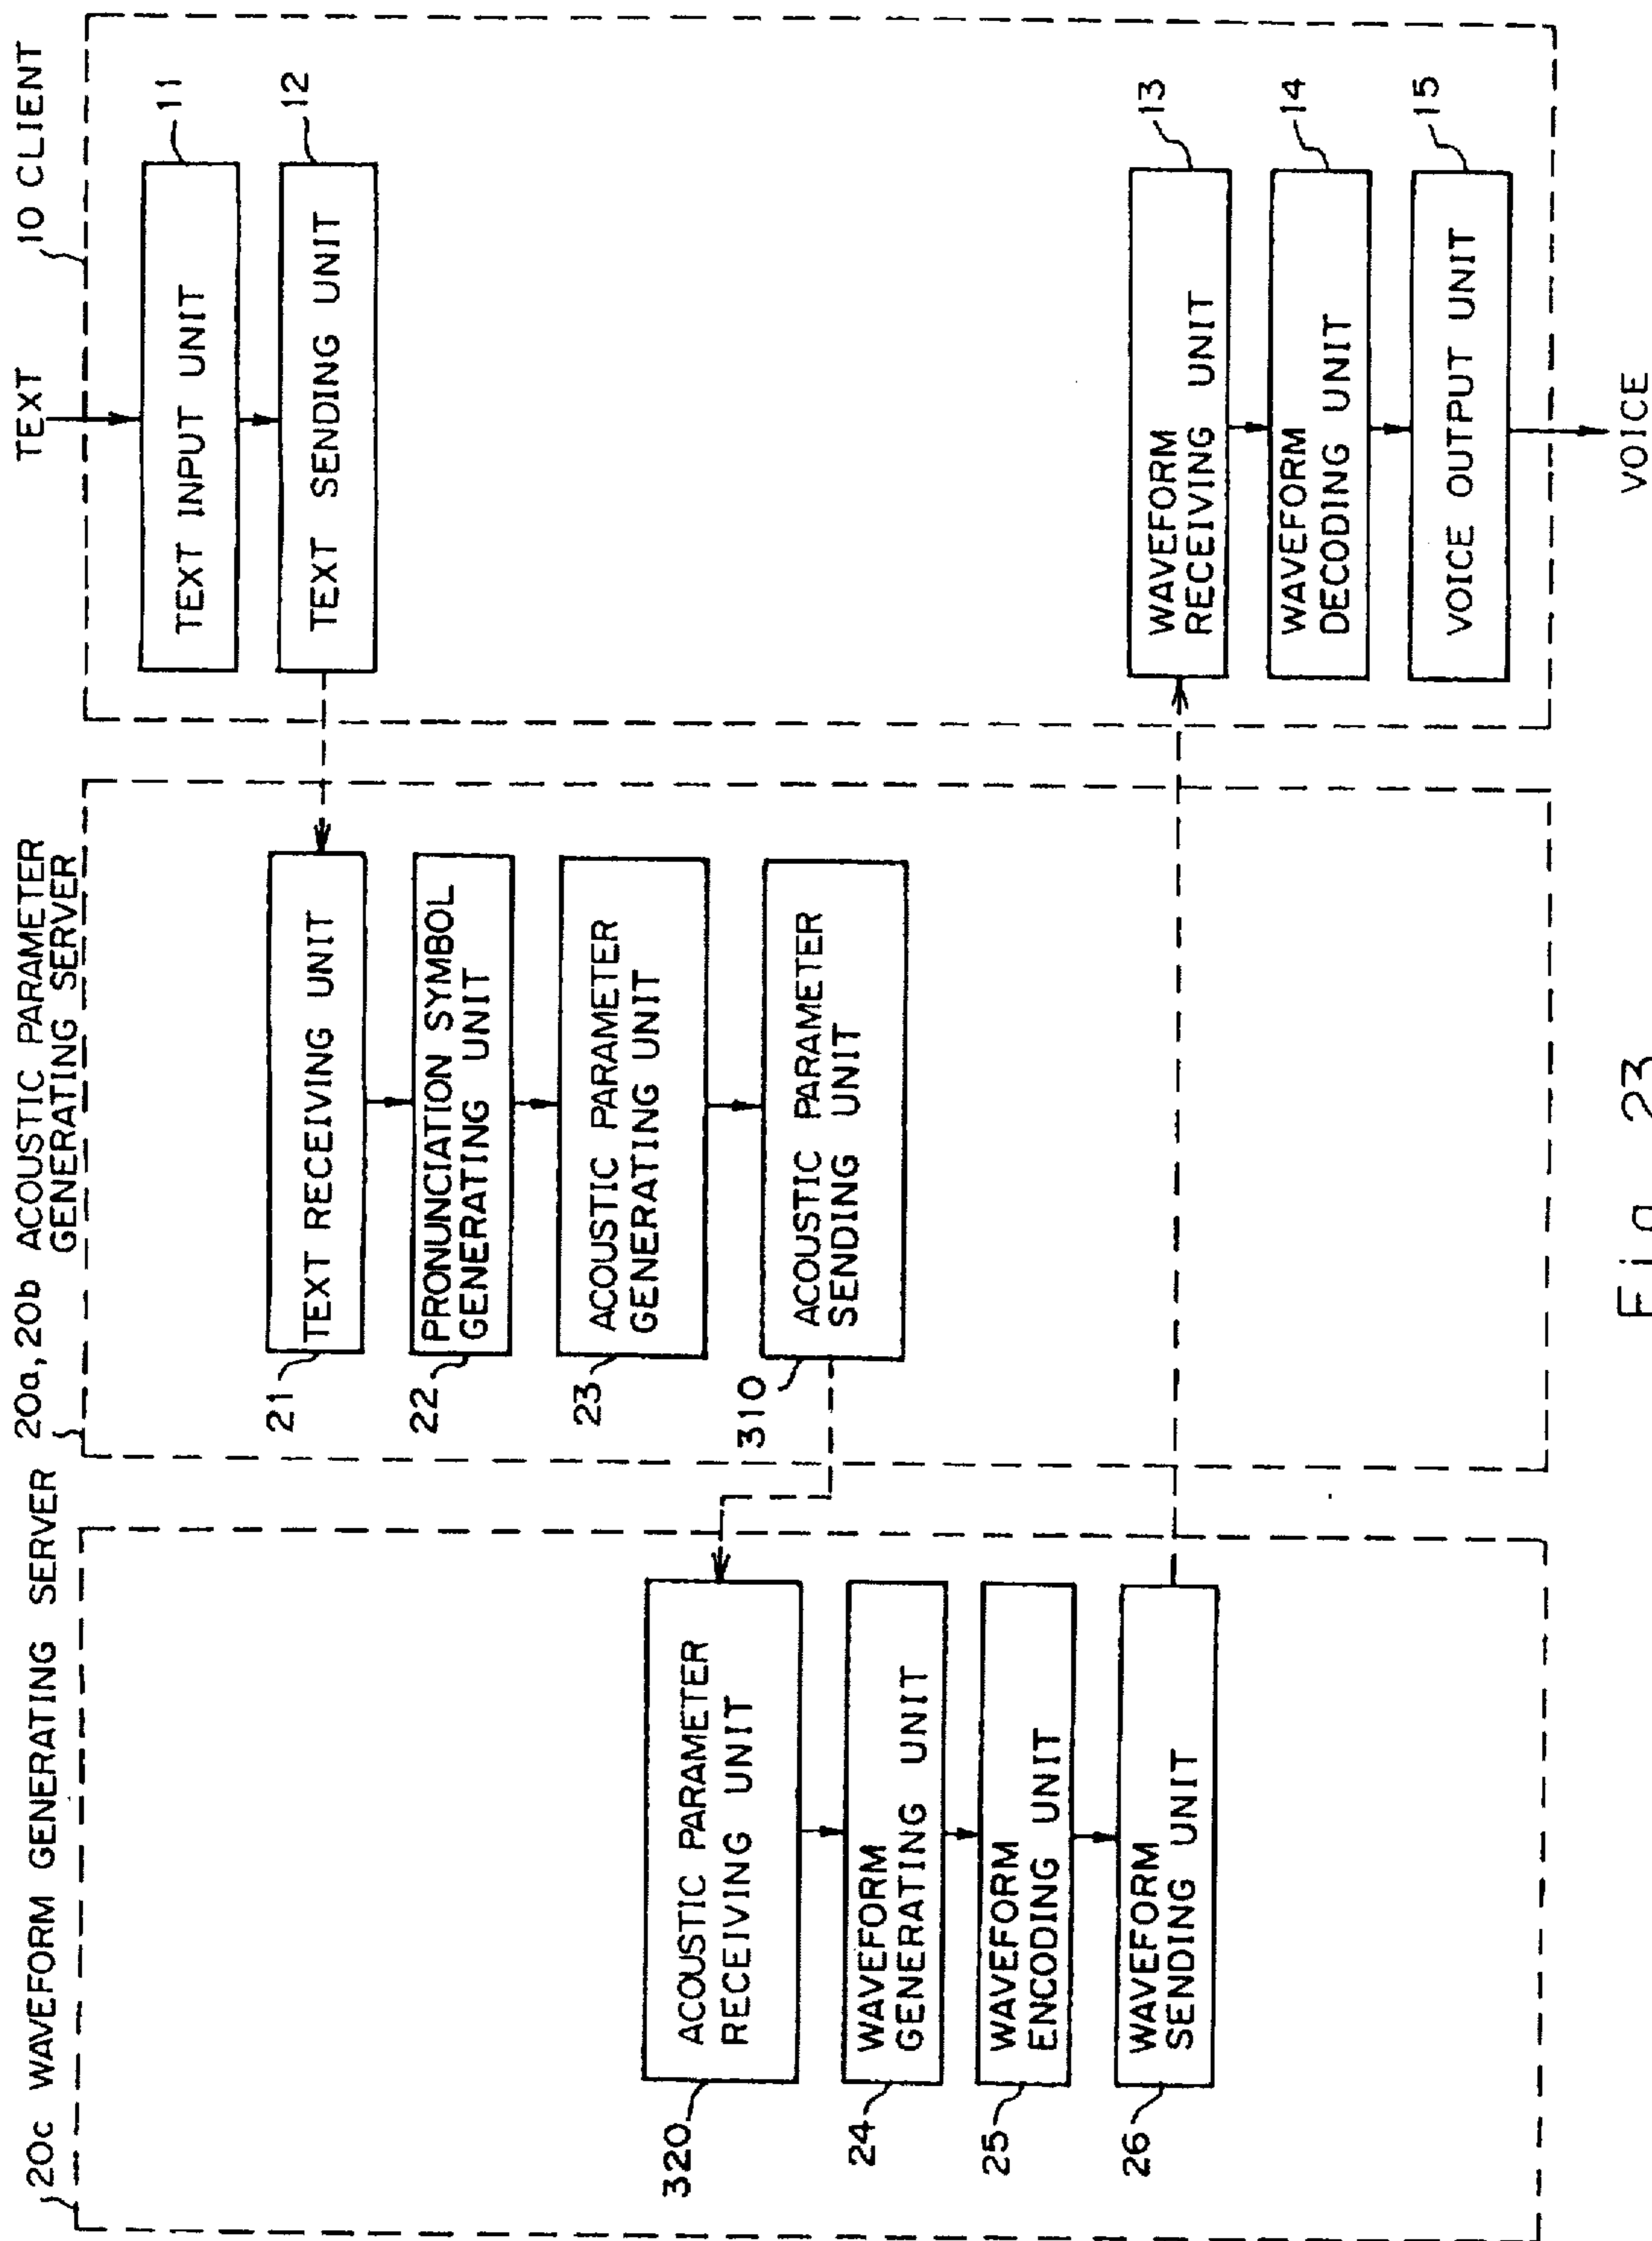 20c WAVEFORM GENERATING SERVER
20a, 20b ACOUSTIC PARAMETER
GENERATING SERVER
TEXT
10 CLIENT
TEXT INPUT UNIT
11
TEXT SENDING UNIT
12
21
TEXT RECEIVING UNIT
22
PRONUNCIATION SYMBOL
GENERATING UNIT
23
ACOUSTIC PARAMETER
GENERATING UNIT
310
ACOUSTIC PARAMETER
SENDING UNIT
320
ACOUSTIC PARAMETER
RECEIVING UNIT
24
WAVEFORM
GENERATING UNIT
25
WAVEFORM
ENCODING UNIT
26
WAVEFORM
SENDING UNIT
WAVEFORM
RECEIVING UNIT
13
WAVEFORM
DECODING UNIT
14
VOICE OUTPUT UNIT
15
VOICE
Fig. 23